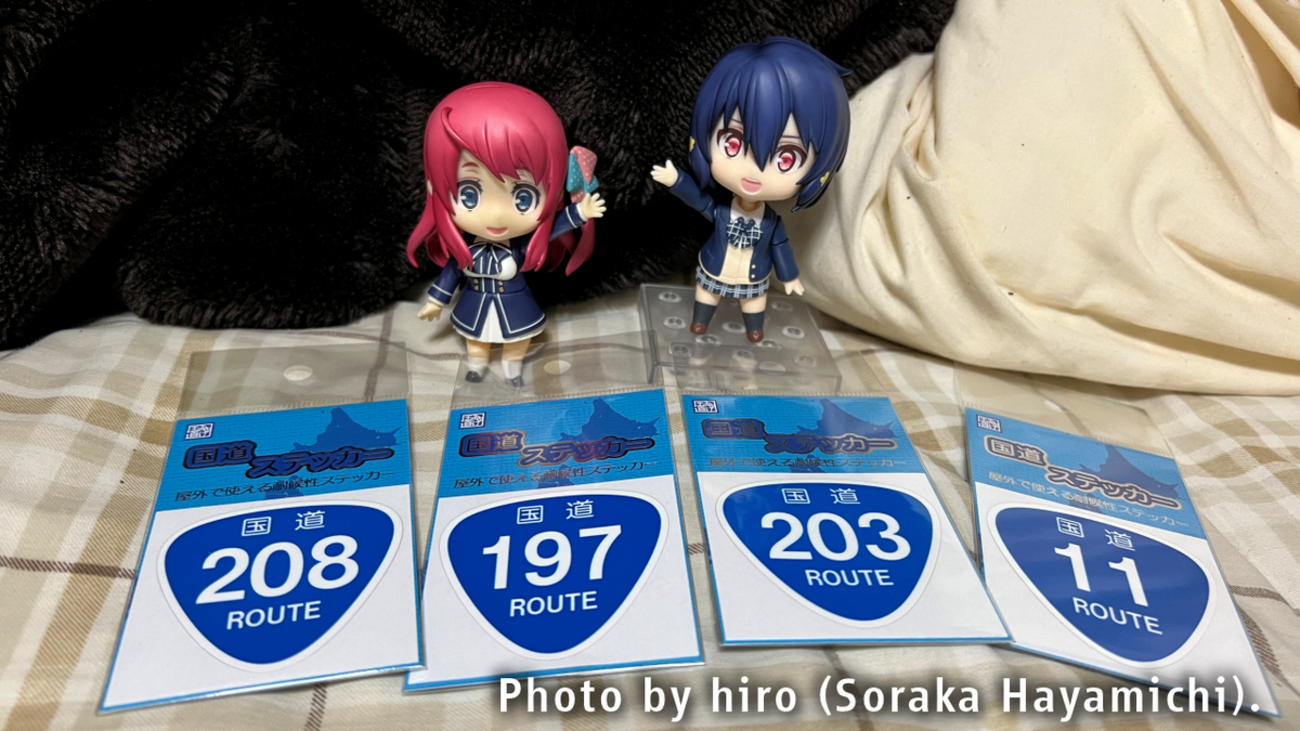 国道
ステッカー
屋外で使える耐候性ステッカー
国道
208
ROUTE
国道
ステッカー
屋外で使える耐候性ステッカー
国道
197
ROUTE
国道
ステッカー
屋外で使える耐候性ステッカー
国道
203
ROUTE
国道
ステッカー
屋外で使える耐候性ステッカー
国道
11
ROUTE
Photo by hiro (Soraka Hayamichi).